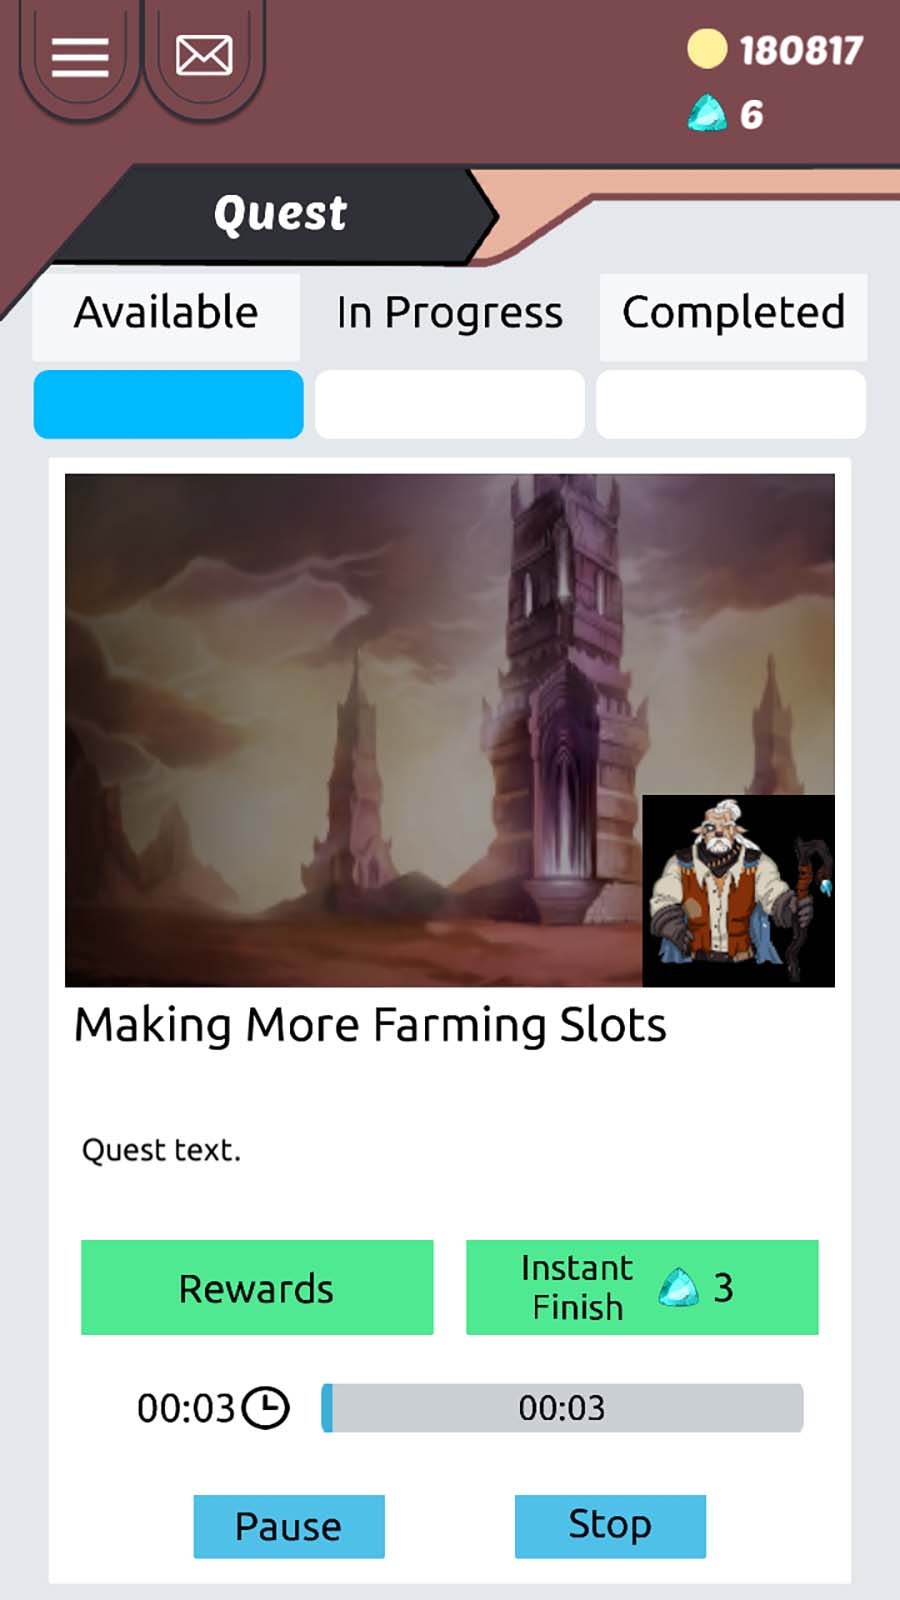 180817
6
Quest
Available
In Progress
Completed
Making More Farming Slots
Quest text.
Rewards
Instant
Finish
3
00:03
00:03
Pause
Stop